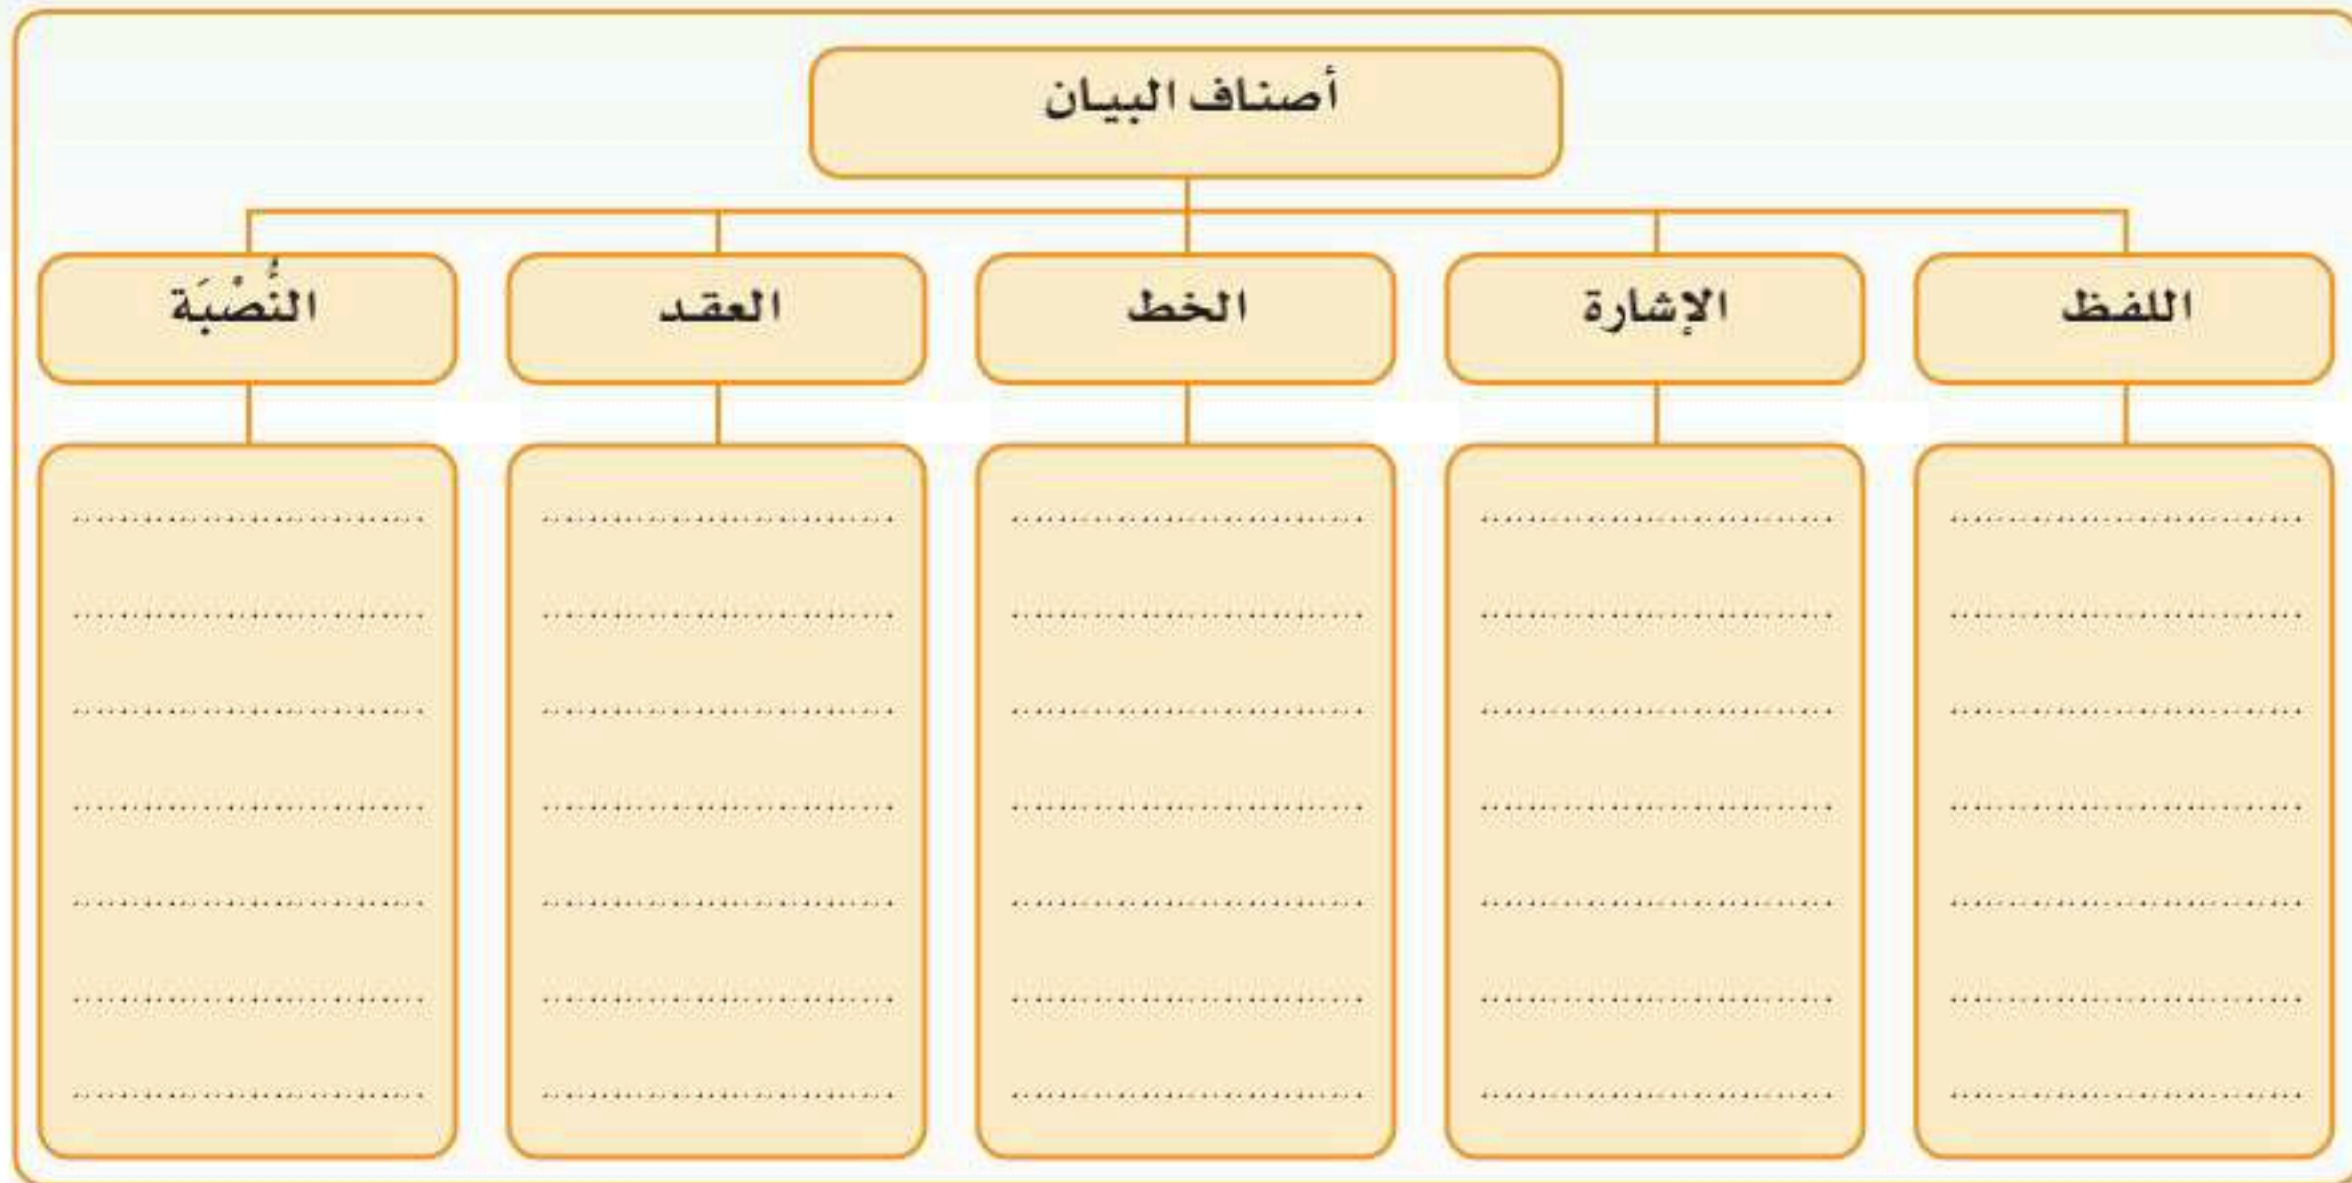 أصناف البيان
اللفظ
الإشارة
الخط
العقد
النُّصْبَة